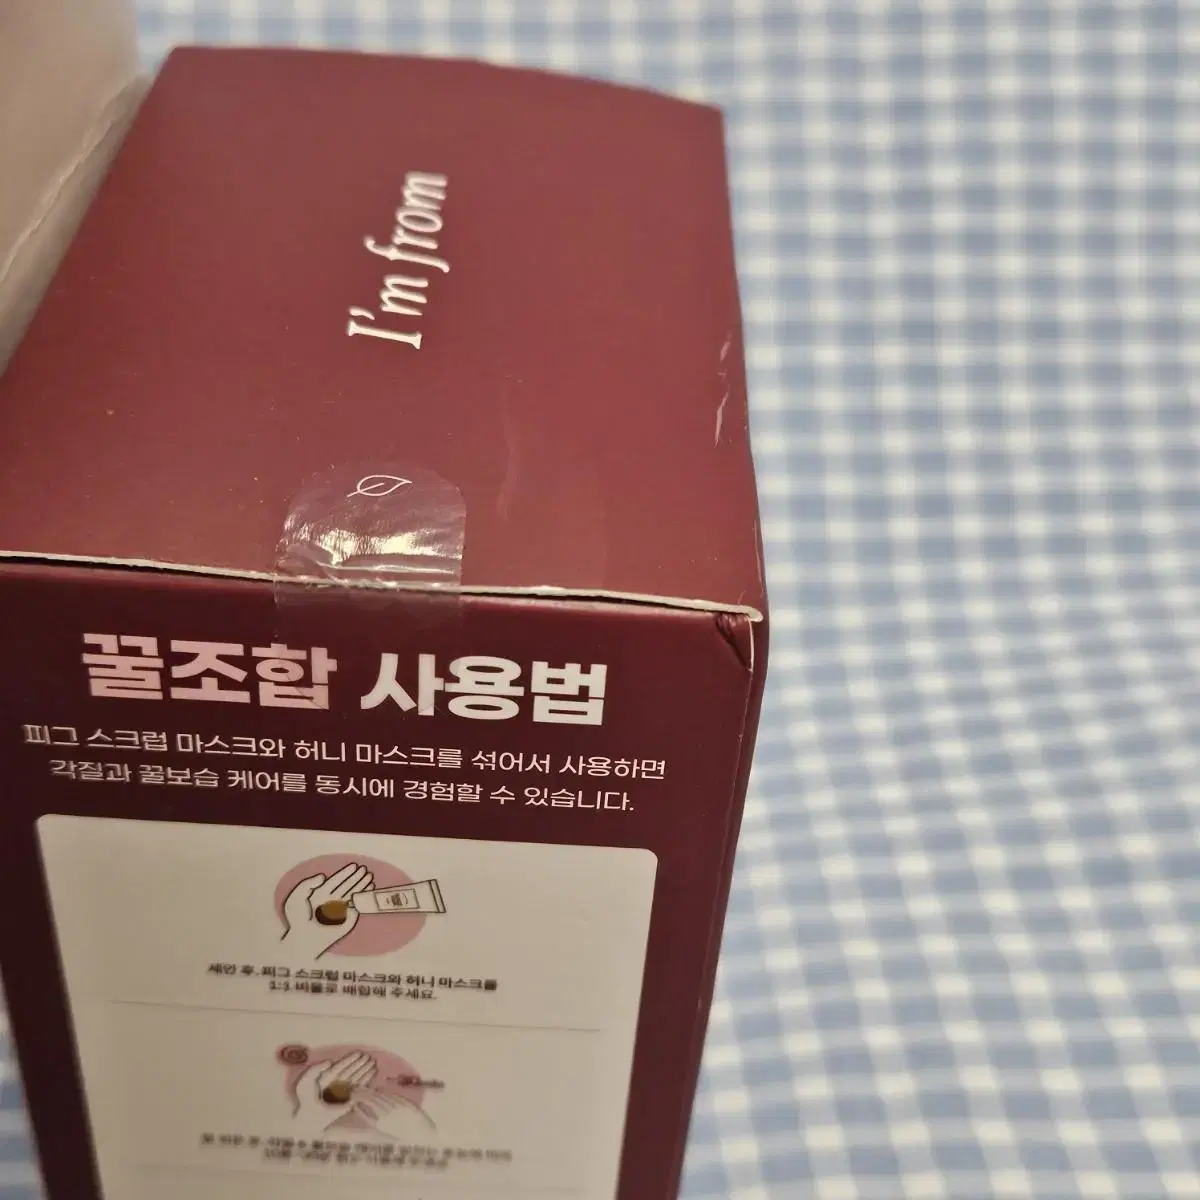 I'm from
꿀조합 사용법
피그 스크럽 마스크와 허니 마스크를 섞어서 사용하면
각질과 꿀보습 케어를 동시에 경험할 수 있습니다.
세안 후, 피그 스크럽 마스크와 허니 마스크를
1:1 비율로 배합해 주세요.